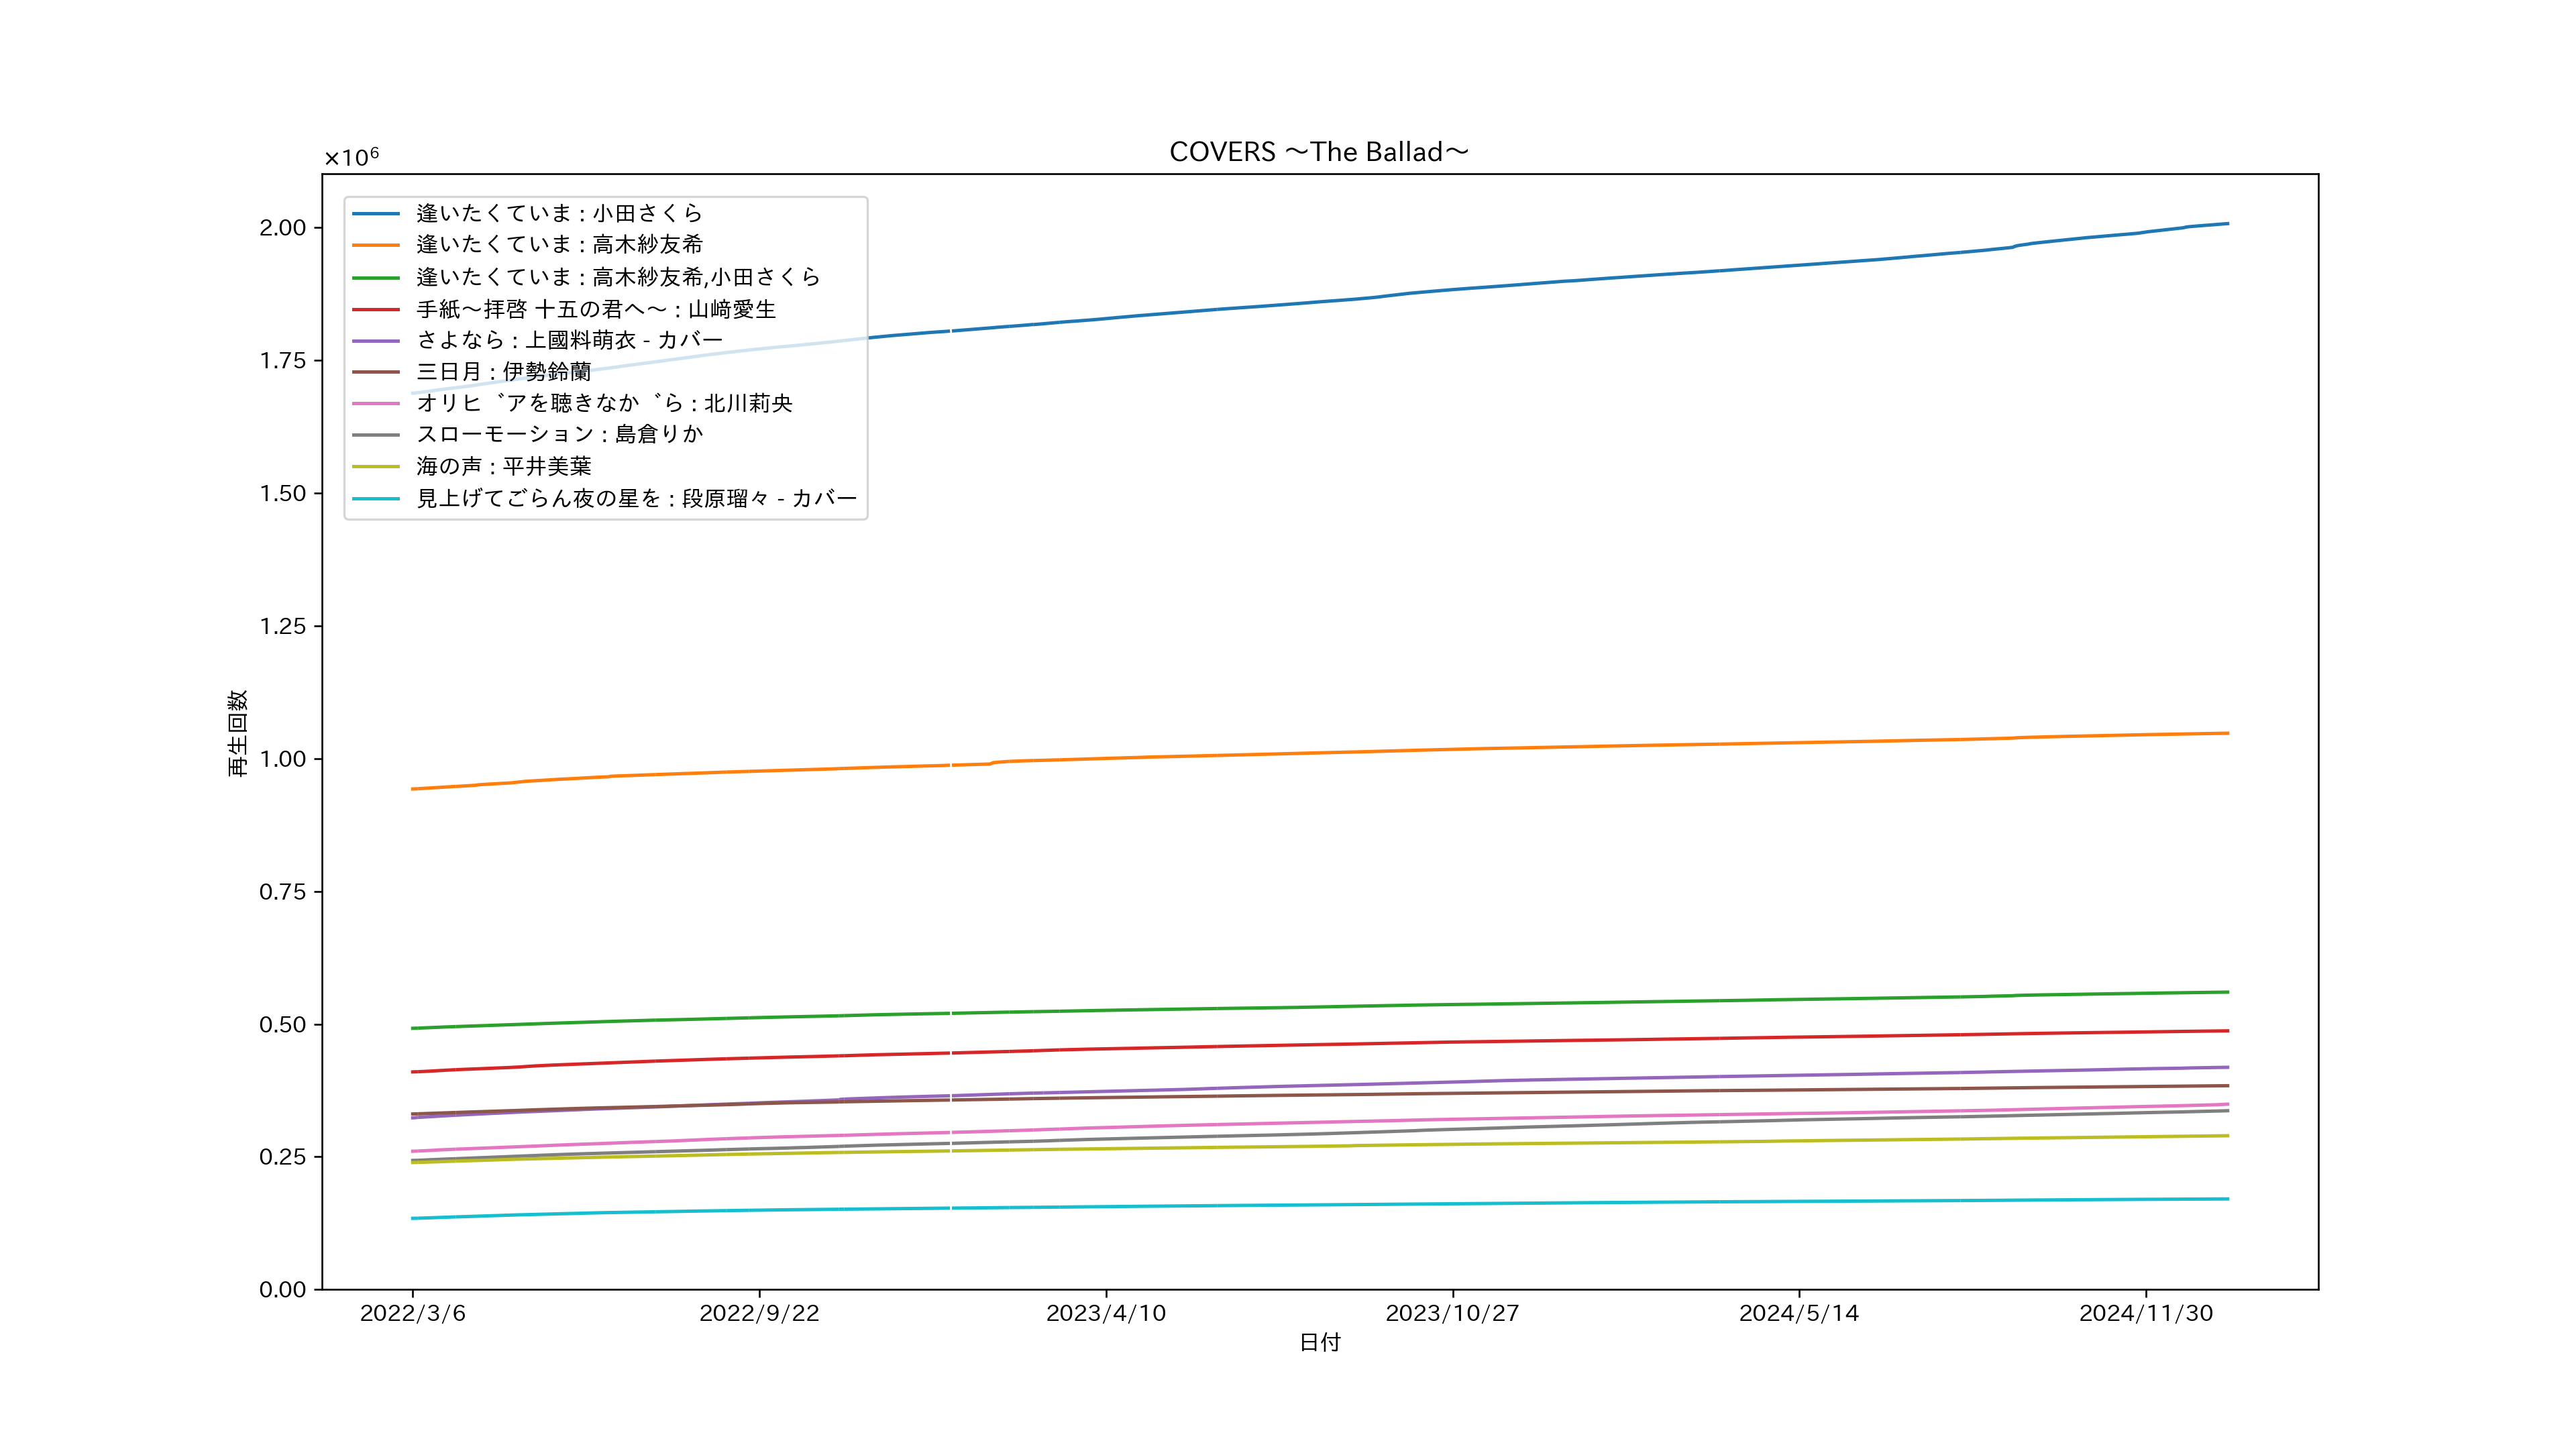 COVERS ～The Ballad～
×10⁶
逢いたくていま : 小田さくら
逢いたくていま : 高木紗友希
逢いたくていま : 高木紗友希,小田さくら
手紙～拝啓 十五の君へ～ : 山﨑愛生
さよなら : 上國料萌衣 - カバー
三日月 : 伊勢鈴蘭
オリヒ゛アを聴きなか゛ら : 北川莉央
スローモーション : 島倉りか
海の声 : 平井美葉
見上げてごらん夜の星を : 段原瑠々 - カバー
2.00
1.75
1.50
1.25
1.00
0.75
0.50
0.25
0.00
再生回数
2022/3/6
2022/9/22
2023/4/10
2023/10/27
2024/5/14
2024/11/30
日付